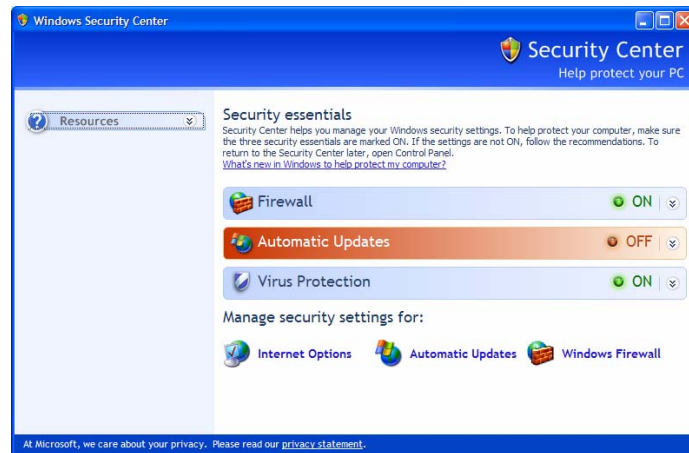 Windows Security Center
Security Center
Help protect your PC
Resources
Security essentials
Security Center helps you manage your Windows security settings. To help protect your computer, make sure
the three security essentials are marked ON. If the settings are not ON, follow the recommendations. To
return to the Security Center later, open Control Panel.
What's new in Windows to help protect my computer?
Firewall ON
Automatic Updates OFF
Virus Protection ON
Manage security settings for:
Internet Options Automatic Updates Windows Firewall
At Microsoft, we care about your privacy. Please read our privacy statement.